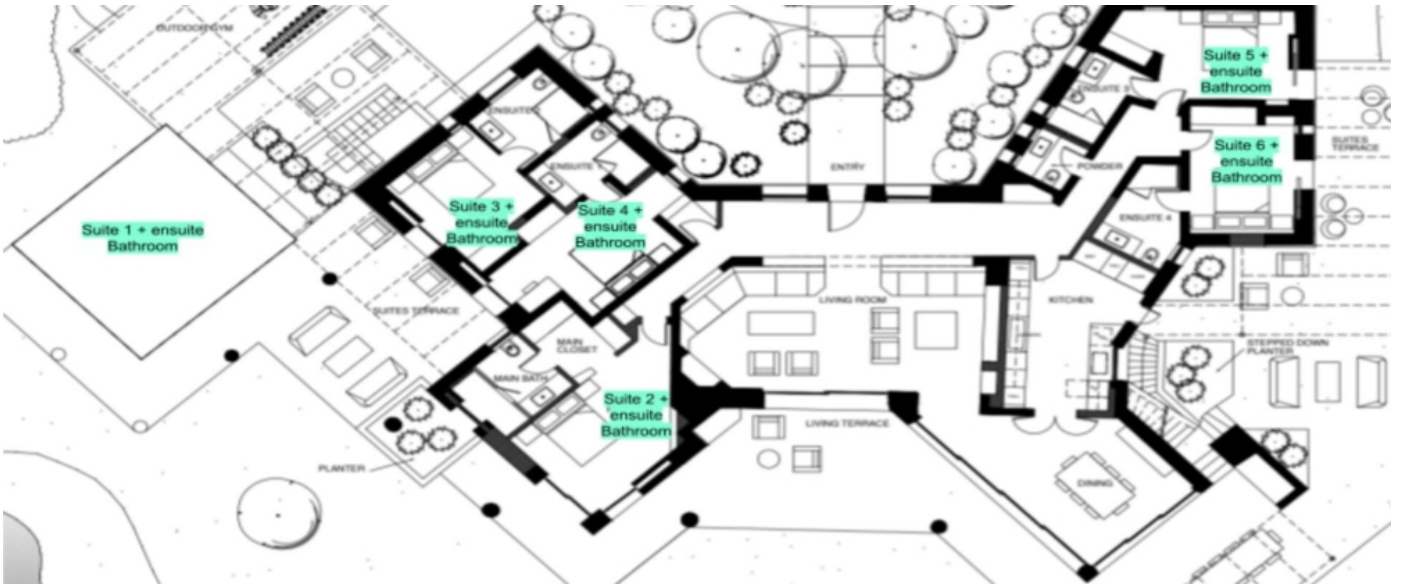 OUTDOOR GYM
Suite 5 +
ensuite
Bathroom
ENSUITE 5
ENSUITE
SUITES
TERRACE
Suite 6 +
ensuite
Bathroom
POWDER
ENTRY
ENSUITE
Suite 3 +
ensuite
Bathroom
Suite 4 +
ensuite
Bathroom
ENSUITE 4
Suite 1 + ensuite
Bathroom
LIVING ROOM
KITCHEN
SUITES TERRACE
MAIN
CLOSET
STEPPED DOWN
PLANTER
MAIN BATH
Suite 2 +
ensuite
Bathroom
LIVING TERRACE
PLANTER
DINING